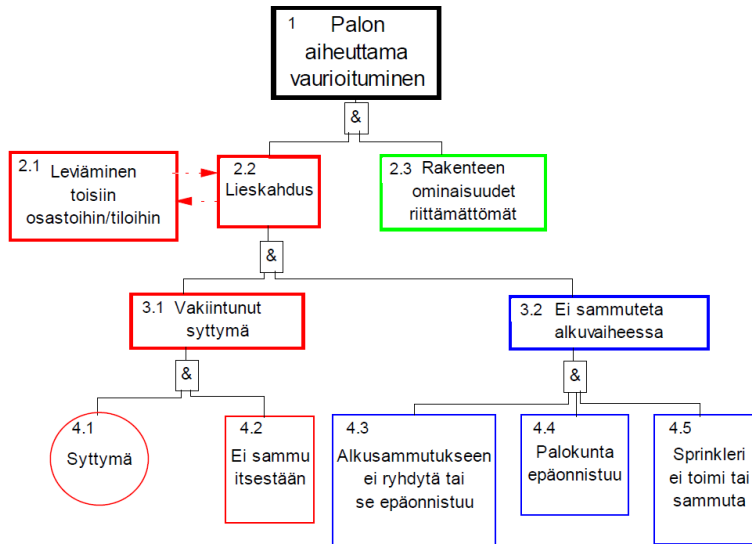 1 Palon
aiheuttama
vaurioituminen
&
2.1 Leviäminen
toisiin
osastoihin/tiloihin
2.2
Lieskahdus
2.3 Rakenteen
ominaisuudet
riittämättömät
&
3.1 Vakiintunut
syttymä
3.2 Ei sammuteta
alkuvaiheessa
&
&
4.1
Syttymä
4.2
Ei sammu
itsestään
4.3
Alkusammutukseen
ei ryhdytä tai
se epäonnistuu
4.4
Palokunta
epäonnistuu
4.5
Sprinkleri
ei toimi tai
sammuta